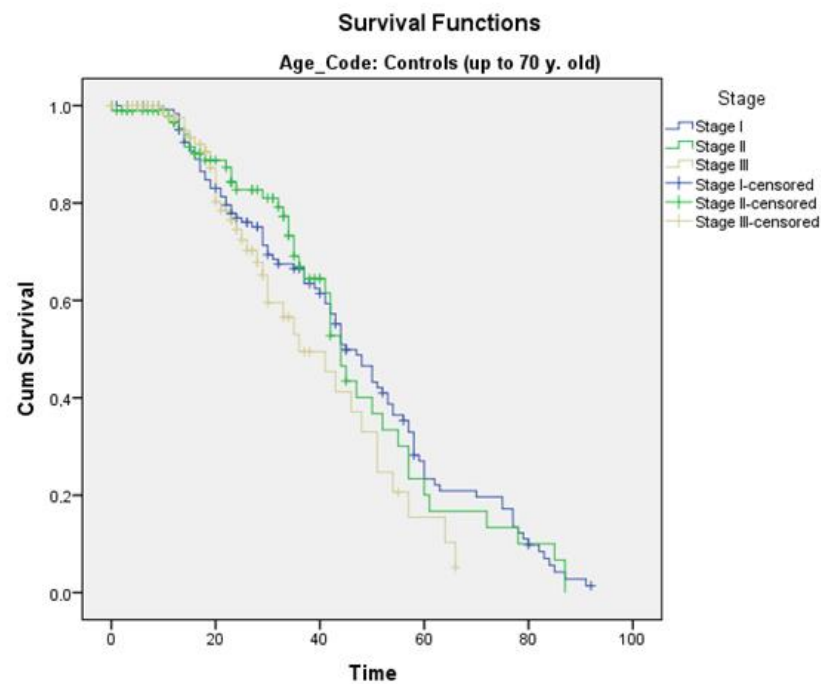 Survival Functions
Age_Code: Controls (up to 70 y. old)
Stage
Stage I
Stage II
Stage III
Stage I-censored
Stage II-censored
Stage III-censored
Cum Survival
1.0
0.8
0.6
0.4
0.2
0.0
0 20 40 60 80 100
Time